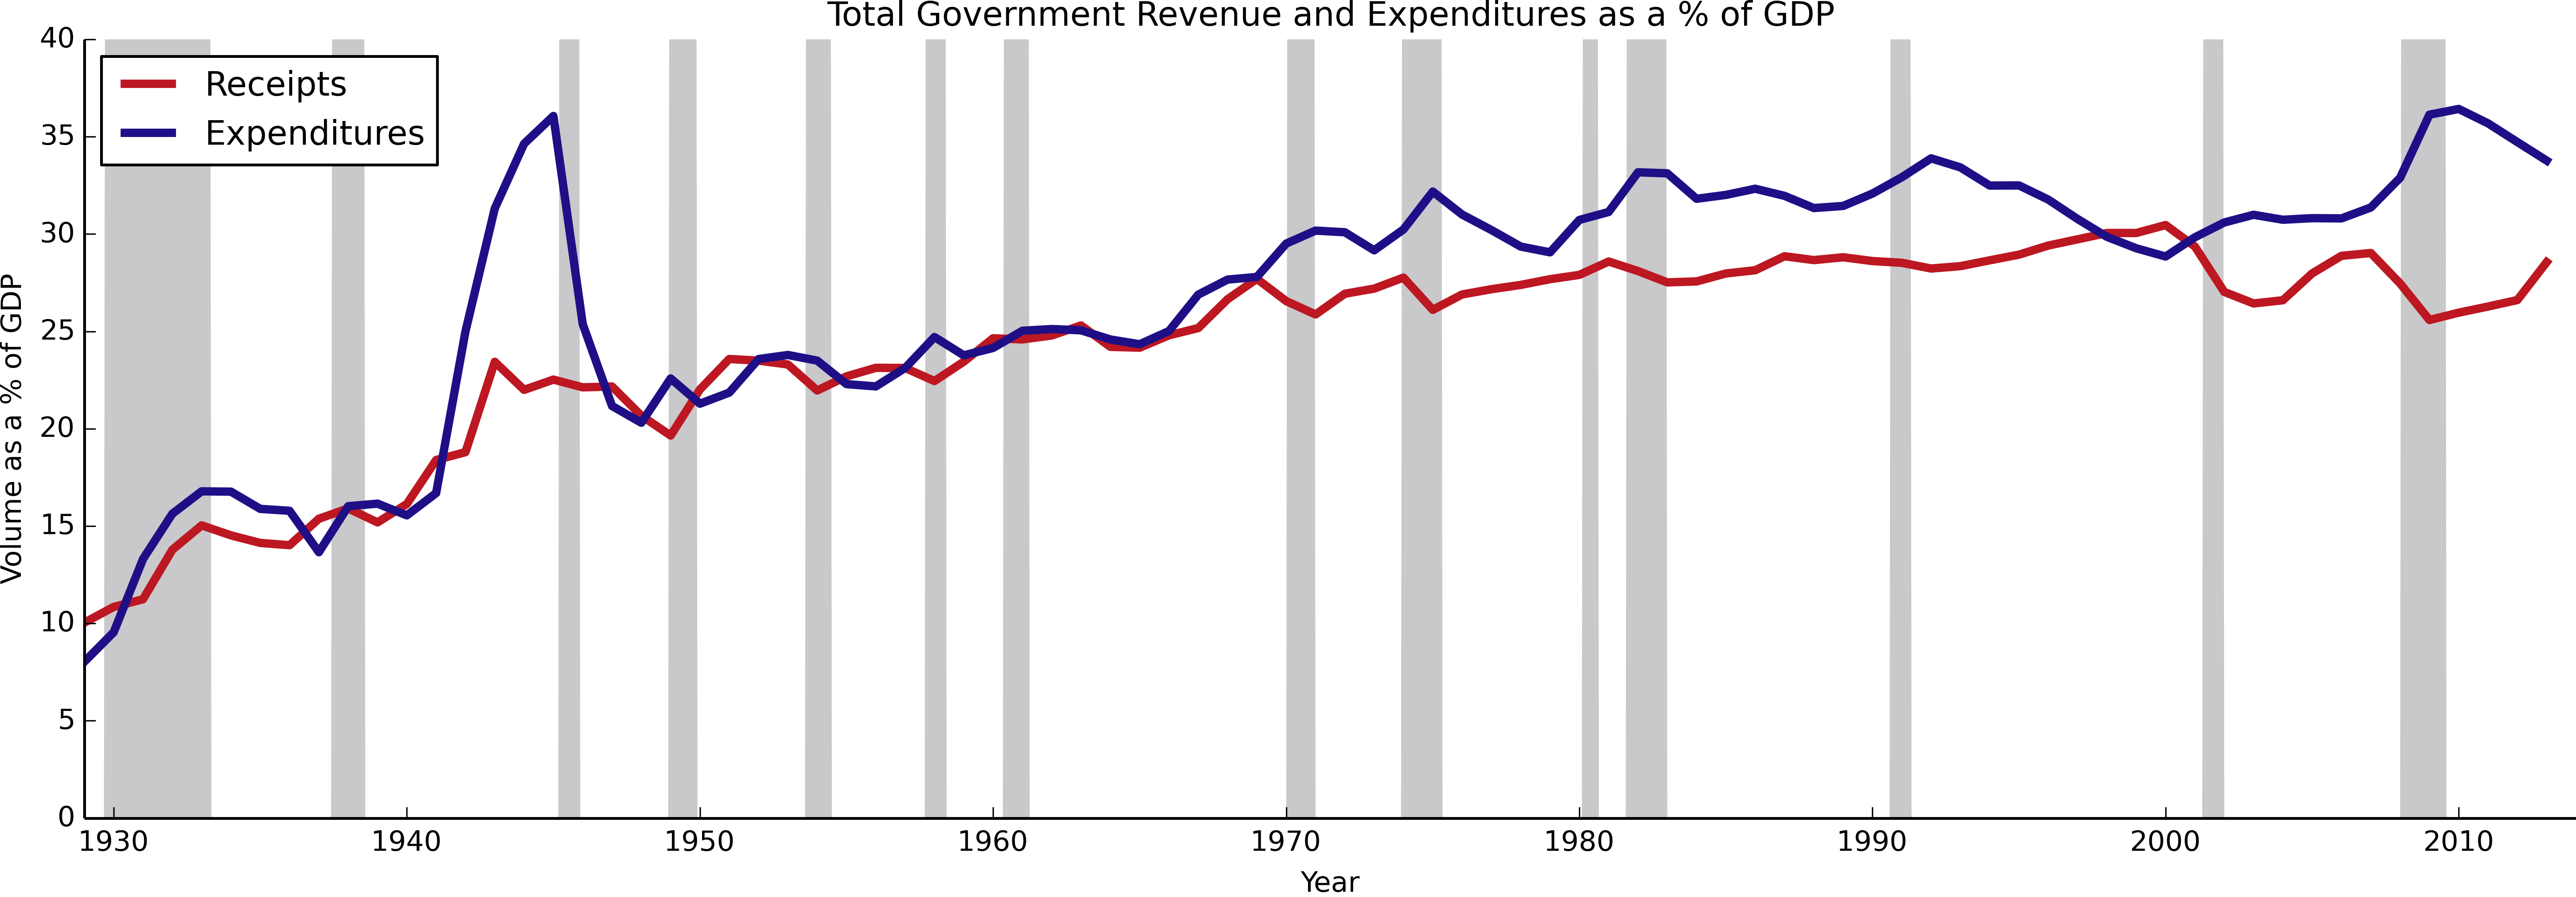 Total Government Revenue and Expenditures as a % of GDP
Receipts
Expenditures
Volume as a % of GDP
40
35
30
25
20
15
10
5
0
1930 1940 1950 1960 1970 1980 1990 2000 2010
Year